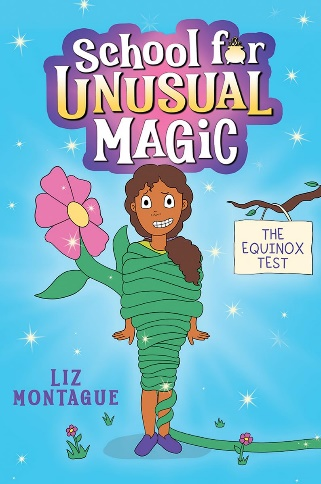 School for
UNUSUAL
MAGiC
THE
EQUINOX
TEST
LIZ
MONTAGUE